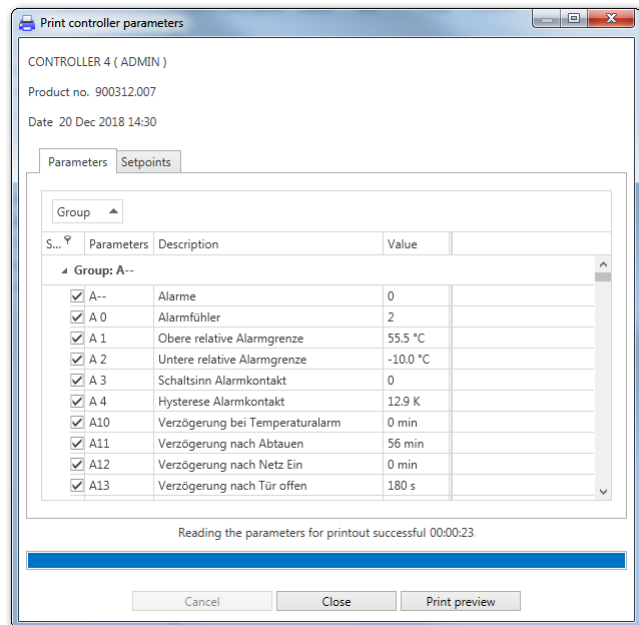 Print controller parameters
CONTROLLER 4 ( ADMIN )
Product no. 900312.007
Date 20 Dec 2018 14:30
Parameters Setpoints
Group
S... Parameters Description Value
Group: A--
A-- Alarme 0
A 0 Alarmfühler 2
A 1 Obere relative Alarmgrenze 55.5 °C
A 2 Untere relative Alarmgrenze -10.0 °C
A 3 Schaltsinn Alarmkontakt 0
A 4 Hysterese Alarmkontakt 12.9 K
A10 Verzögerung bei Temperaturalarm 0 min
A11 Verzögerung nach Abtauen 56 min
A12 Verzögerung nach Netz Ein 0 min
A13 Verzögerung nach Tür offen 180 s
Reading the parameters for printout successful 00:00:23
Cancel Close Print preview